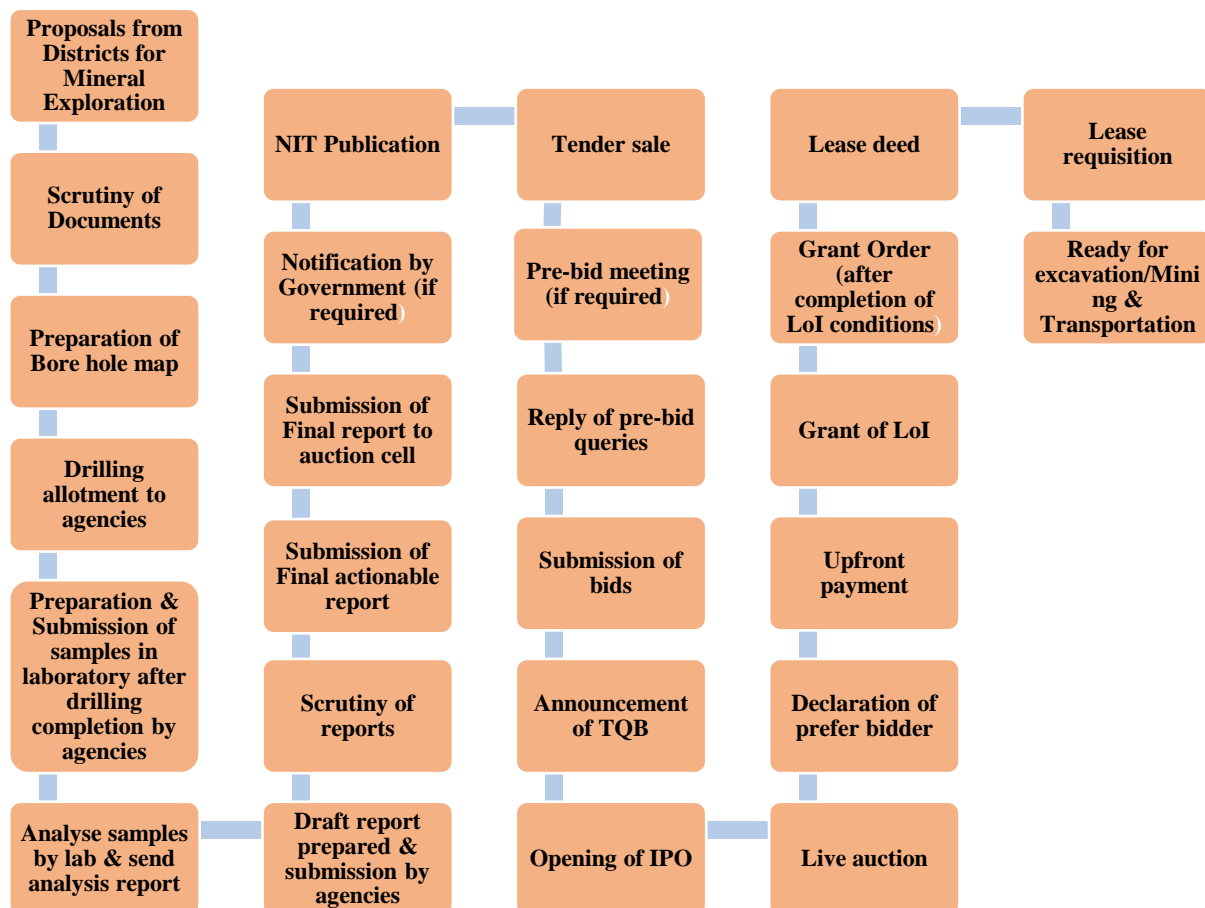 Proposals from
Districts for
Mineral
Exploration
Scrutiny of
Documents
Preparation of
Bore hole map
Drilling
allotment to
agencies
Preparation &
Submission of
samples in
laboratory after
drilling
completion by
agencies
Analyse samples
by lab & send
analysis report
Draft report
prepared &
submission by
agencies
Scrutiny of
reports
Submission of
Final actionable
report
Submission of
Final report to
auction cell
Notification by
Government (if
required)
NIT Publication
Tender sale
Pre-bid meeting
(if required)
Reply of pre-bid
queries
Submission of
bids
Announcement
of TQB
Opening of IPO
Live auction
Declaration of
prefer bidder
Upfront
payment
Grant of LoI
Grant Order
(after
completion of
LoI conditions)
Lease deed
Lease
requisition
Ready for
excavation/Mini
ng &
Transportation